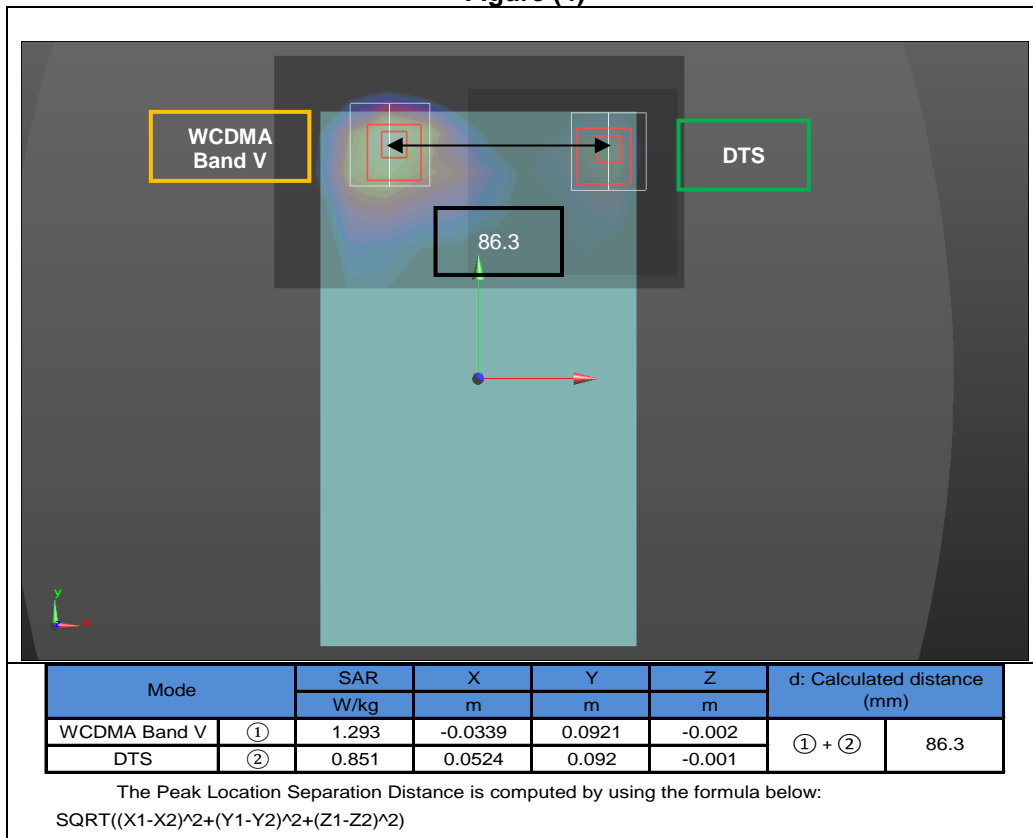 WCDMA
Band V
DTS
86.3
y
x
Mode SAR X Y Z d: Calculated distance
(mm)
W/kg m m m
WCDMA Band V ① 1.293 -0.0339 0.0921 -0.002 ① + ② 86.3
DTS ② 0.851 0.0524 0.092 -0.001
The Peak Location Separation Distance is computed by using the formula below:
SQRT((X1-X2)^2+(Y1-Y2)^2+(Z1-Z2)^2)